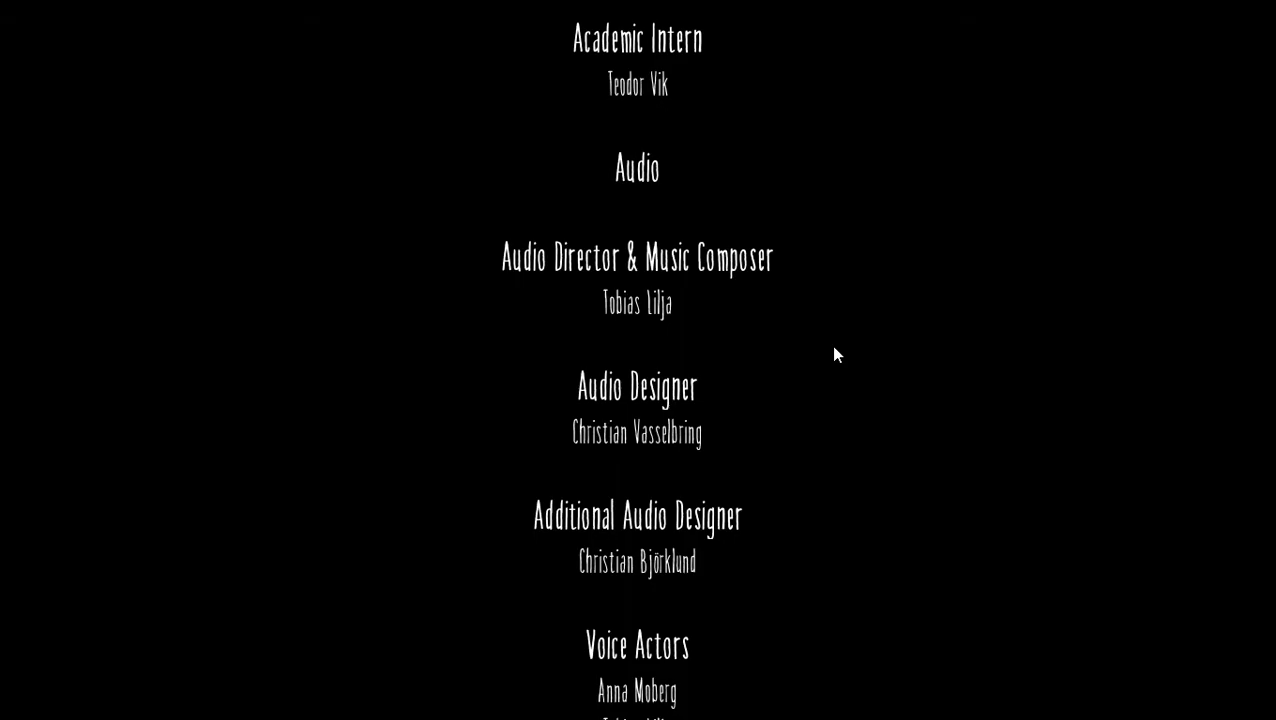 Academic Intern
Teodor Vik
Audio
Audio Director & Music Composer
Tobias Lilja
Audio Designer
Christian Vasselbring
Additional Audio Designer
Christian Björklund
Voice Actors
Anna Moberg